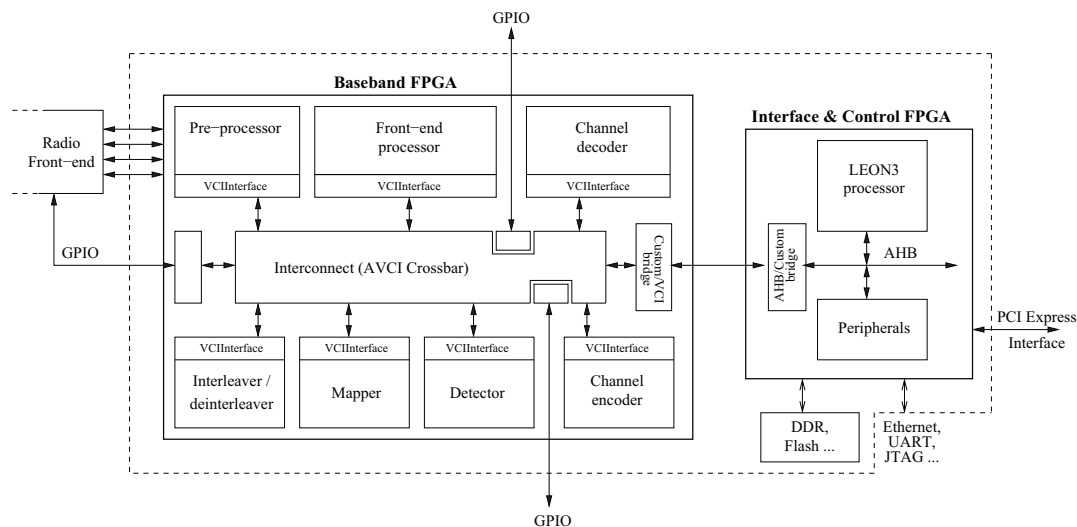 GPIO
Baseband FPGA
Interface & Control FPGA
Radio
Front−end
Pre−processor
VCIInterface
Front−end
processor
VCIInterface
Channel
decoder
VCIInterface
LEON3
processor
GPIO
Interconnect (AVCI Crossbar)
Custom/VCI
bridge
AHB/Custom
bridge
AHB
Peripherals
PCI Express
Interface
VCIInterface
Interleaver /
deinterleaver
VCIInterface
Mapper
VCIInterface
Detector
VCIInterface
Channel
encoder
DDR,
Flash ...
Ethernet,
UART,
JTAG ...
GPIO